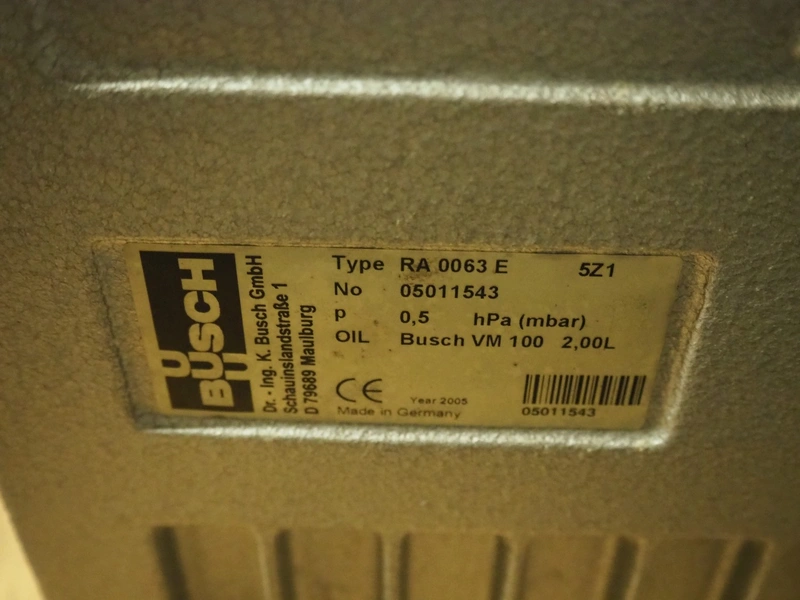 BUSCH
Dr. - Ing. K. Busch GmbH
Schauinslandstraße 1
D 79689 Maulburg
Type RA 0063 E 5Z1
No 05011543
p 0,5 hPa (mbar)
OIL Busch VM 100 2,00L
CE Year 2005
Made in Germany
05011543